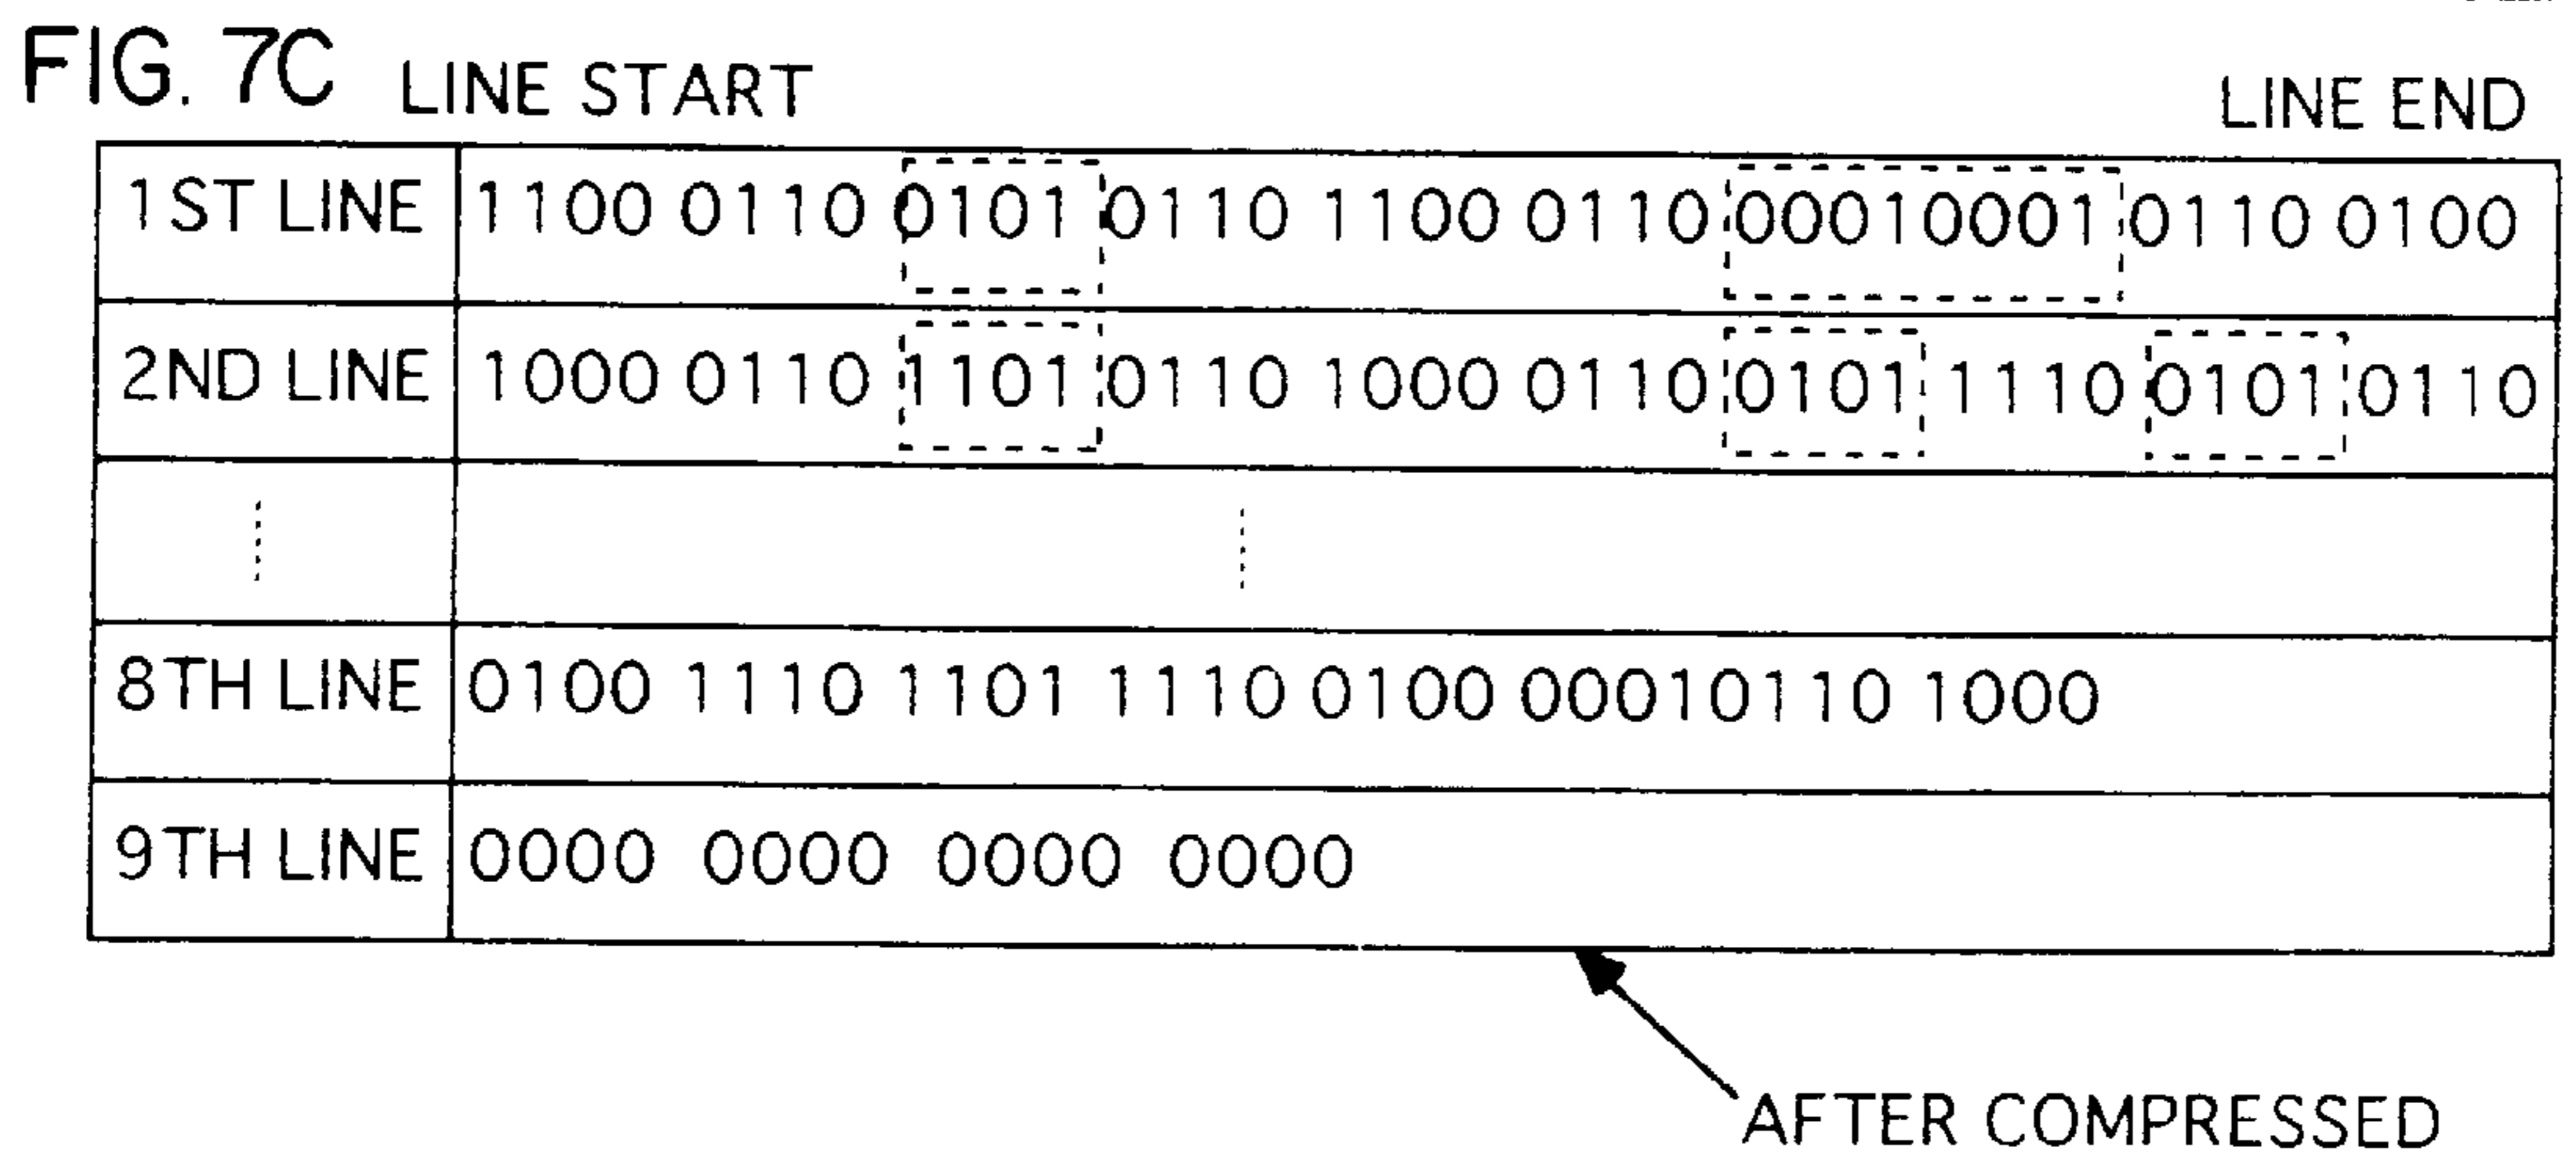 FIG. 7C LINE START LINE END
1ST LINE 1100 0110 0101 0110 1100 0110 00010001 0110 0100
2ND LINE 1000 0110 1101 0110 1000 0110 0101 1110 0101 0110
8TH LINE 0100 1110 1101 1110 0100 00010110 1000
9TH LINE 0000 0000 0000 0000
AFTER COMPRESSED